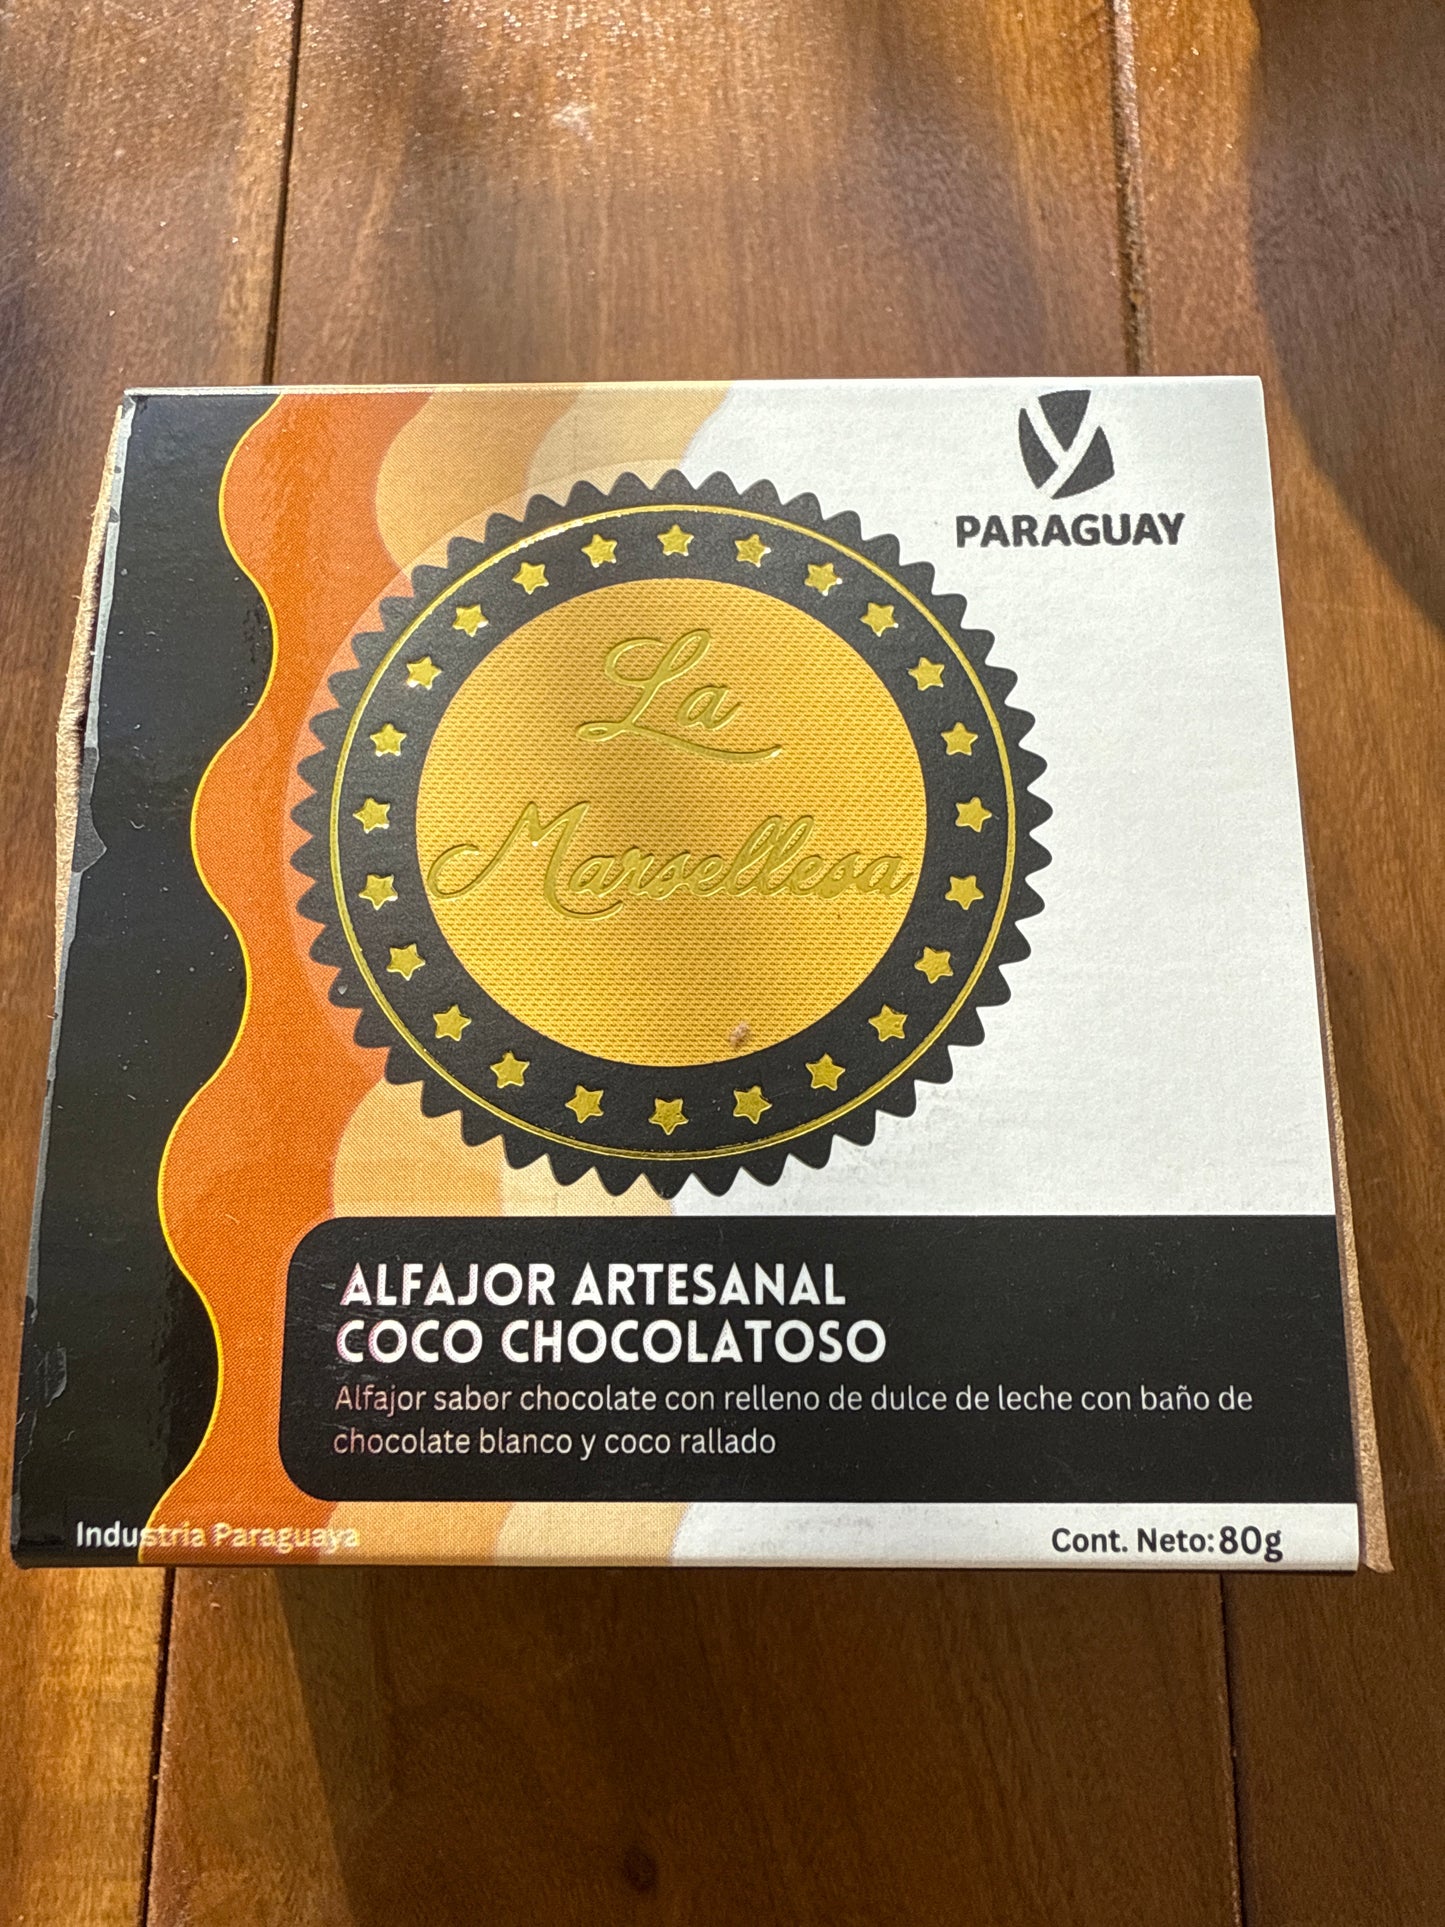 PARAGUAY
La
Marsellesa
ALFAJOR ARTESANAL
COCO CHOCOLATOSO
Alfajor sabor chocolate con relleno de dulce de leche con baño de
chocolate blanco y coco rallado
Industria Paraguaya
Cont. Neto: 80g